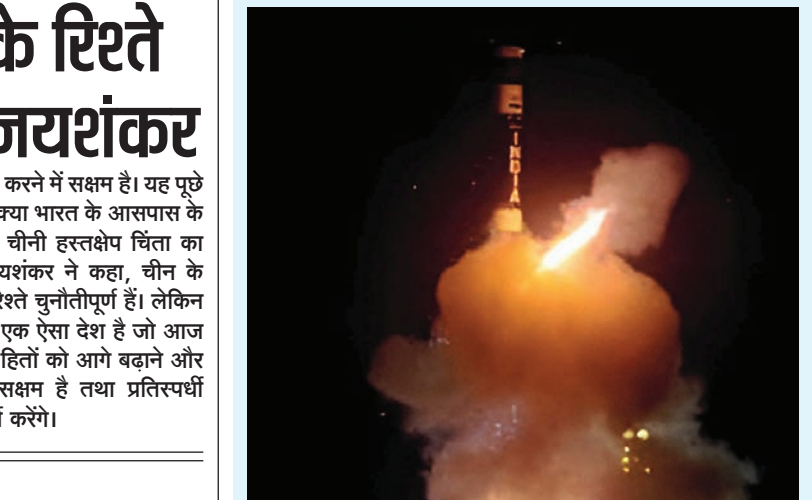 के रिश्ते
जयशंकर
करने में सक्षम है। यह पूछे
क्या भारत के आसपास के
चीनी हस्तक्षेप चिंता का
यशंकर ने कहा, चीन के
रिश्ते चुनौतीपूर्ण हैं। लेकिन
एक ऐसा देश है जो आज
हितों को आगे बढ़ाने और
सक्षम है तथा प्रतिस्पर्धी
करेंगे।
INDIA